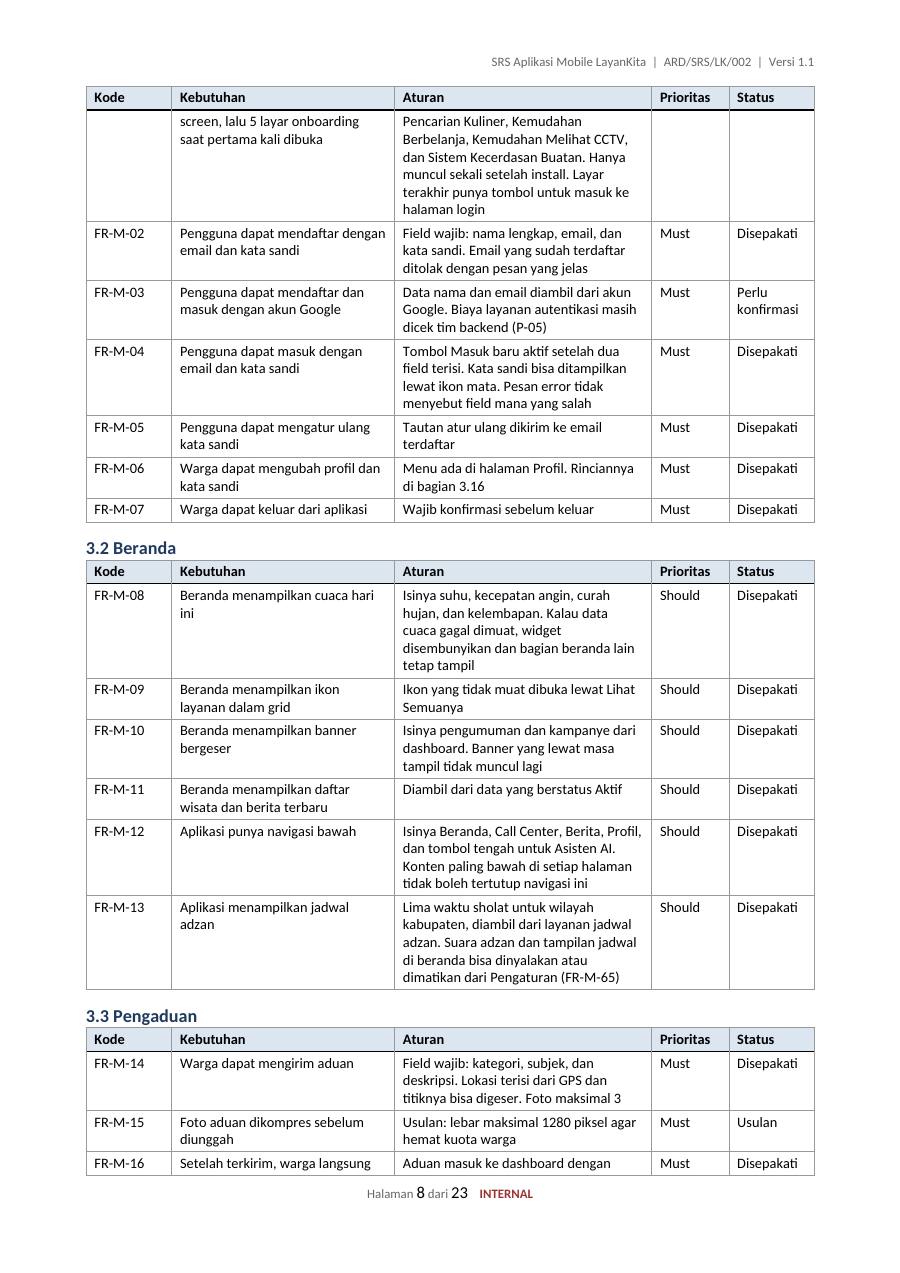 SRS Aplikasi Mobile LayanKita | ARD/SRS/LK/002 | Versi 1.1
Kode Kebutuhan Aturan Prioritas Status
screen, lalu 5 layar onboarding
saat pertama kali dibuka
Pencarian Kuliner, Kemudahan
Berbelanja, Kemudahan Melihat CCTV,
dan Sistem Kecerdasan Buatan. Hanya
muncul sekali setelah install. Layar
terakhir punya tombol untuk masuk ke
halaman login
FR-M-02
Pengguna dapat mendaftar dengan
email dan kata sandi
Field wajib: nama lengkap, email, dan
kata sandi. Email yang sudah terdaftar
ditolak dengan pesan yang jelas
Must
Disepakati
FR-M-03
Pengguna dapat mendaftar dan
masuk dengan akun Google
Data nama dan email diambil dari akun
Google. Biaya layanan autentikasi masih
dicek tim backend (P-05)
Must
Perlu
konfirmasi
FR-M-04
Pengguna dapat masuk dengan
email dan kata sandi
Tombol Masuk baru aktif setelah dua
field terisi. Kata sandi bisa ditampilkan
lewat ikon mata. Pesan error tidak
menyebut field mana yang salah
Must
Disepakati
FR-M-05
Pengguna dapat mengatur ulang
kata sandi
Tautan atur ulang dikirim ke email
terdaftar
Must
Disepakati
FR-M-06
Warga dapat mengubah profil dan
kata sandi
Menu ada di halaman Profil. Rinciannya
di bagian 3.16
Must
Disepakati
FR-M-07
Warga dapat keluar dari aplikasi
Wajib konfirmasi sebelum keluar
Must
Disepakati
3.2 Beranda
Kode Kebutuhan Aturan Prioritas Status
FR-M-08
Beranda menampilkan cuaca hari
ini
Isinya suhu, kecepatan angin, curah
hujan, dan kelembapan. Kalau data
cuaca gagal dimuat, widget
disembunyikan dan bagian beranda lain
tetap tampil
Should
Disepakati
FR-M-09
Beranda menampilkan ikon
layanan dalam grid
Ikon yang tidak muat dibuka lewat Lihat
Semuanya
Should
Disepakati
FR-M-10
Beranda menampilkan banner
bergeser
Isinya pengumuman dan kampanye dari
dashboard. Banner yang lewat masa
tampil tidak muncul lagi
Should
Disepakati
FR-M-11
Beranda menampilkan daftar
wisata dan berita terbaru
Diambil dari data yang berstatus Aktif
Should
Disepakati
FR-M-12
Aplikasi punya navigasi bawah
Isinya Beranda, Call Center, Berita, Profil,
dan tombol tengah untuk Asisten AI.
Konten paling bawah di setiap halaman
tidak boleh tertutup navigasi ini
Should
Disepakati
FR-M-13
Aplikasi menampilkan jadwal
adzan
Lima waktu sholat untuk wilayah
kabupaten, diambil dari layanan jadwal
adzan. Suara adzan dan tampilan jadwal
di beranda bisa dinyalakan atau
dimatikan dari Pengaturan (FR-M-65)
Should
Disepakati
3.3 Pengaduan
Kode Kebutuhan Aturan Prioritas Status
FR-M-14
Warga dapat mengirim aduan
Field wajib: kategori, subjek, dan
deskripsi. Lokasi terisi dari GPS dan
titiknya bisa digeser. Foto maksimal 3
Must
Disepakati
FR-M-15
Foto aduan dikompres sebelum
diunggah
Usulan: lebar maksimal 1280 piksel agar
hemat kuota warga
Must
Usulan
FR-M-16
Setelah terkirim, warga langsung
Aduan masuk ke dashboard dengan
Must
Disepakati
Halaman 8 dari 23 INTERNAL